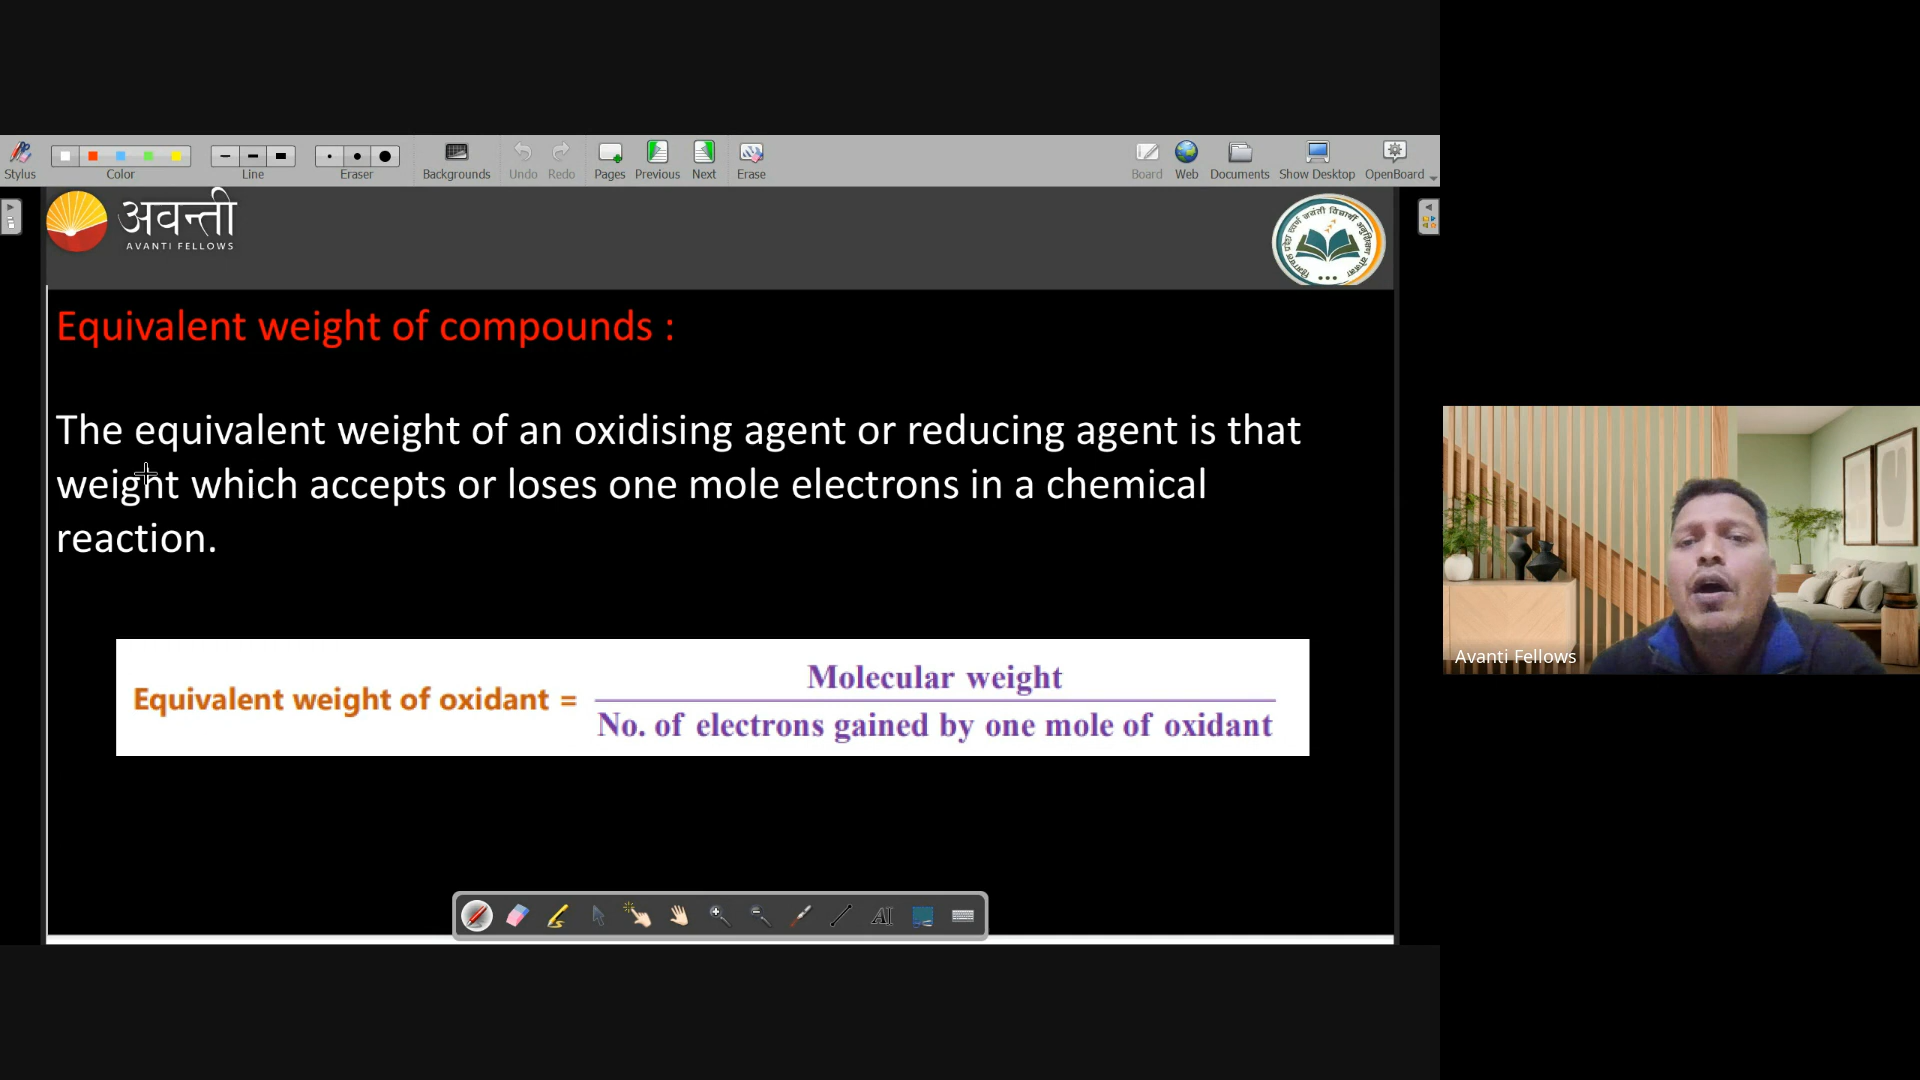 Stylus
Color
Line
Eraser
Backgrounds
Undo
Redo
Pages
Previous
Next
Erase
Board
Web
Documents
Show Desktop
OpenBoard
अवन्ती
AVANTI FELLOWS
Equivalent weight of compounds :
The equivalent weight of an oxidising agent or reducing agent is that
weight which accepts or loses one mole electrons in a chemical
reaction.
Equivalent weight of oxidant =
Molecular weight
No. of electrons gained by one mole of oxidant
Avanti Fellows